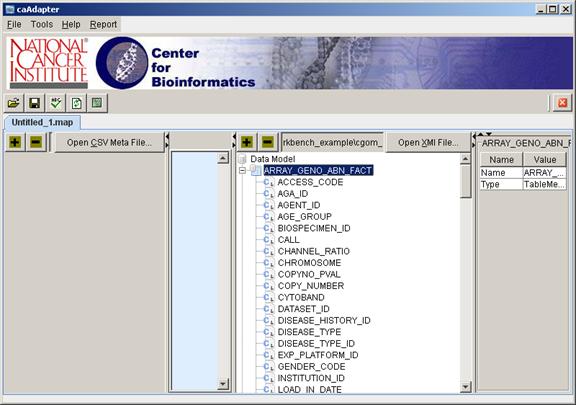 caAdapter
File Tools Help Report
NATIONAL
CANCER
INSTITUTE
Center
for
Bioinformatics
Untitled_1.map
Open CSV Meta File...
rkbench_example\cgom_
Open XMI File...
Data Model
ARRAY_GENO_ABN_FACT
ACCESS_CODE
AGA_ID
AGENT_ID
AGE_GROUP
BIOSPECIMEN_ID
CALL
CHANNEL_RATIO
CHROMOSOME
COPYNO_PVAL
COPY_NUMBER
CYTOBAND
DATASET_ID
DISEASE_HISTORY_ID
DISEASE_TYPE
DISEASE_TYPE_ID
EXP_PLATFORM_ID
GENDER_CODE
INSTITUTION_ID
LOAD_IN_DATE
ARRAY_GENO_ABN_F
Name Value
Name ARRAY_...
Type TableMe...